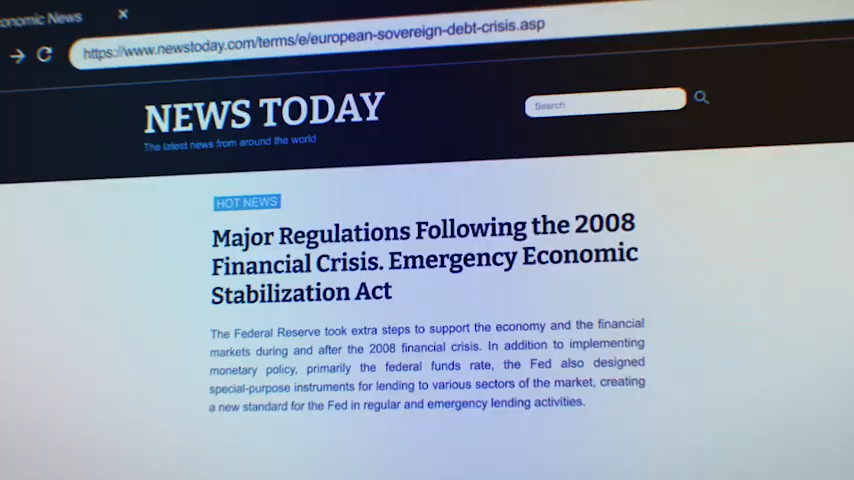 onomic News
https://www.newstoday.com/terms/e/european-sovereign-debt-crisis.asp
NEWS TODAY
Search
The latest news from around the world
HOT NEWS
Major Regulations Following the 2008
Financial Crisis. Emergency Economic
Stabilization Act
The Federal Reserve took extra steps to support the economy and the financial
markets during and after the 2008 financial crisis. In addition to implementing
monetary policy, primarily the federal funds rate, the Fed also designed
special-purpose instruments for lending to various sectors of the market, creating
a new standard for the Fed in regular and emergency lending activities.